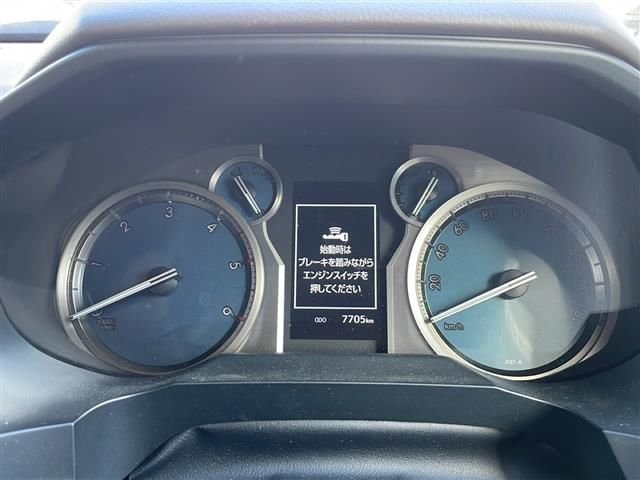 始動時は
ブレーキを踏みながら
エンジンスイッチを
押してください
ODO 7705km
1
2
3
4
5
6
20
40
60
80
100
120
km/h